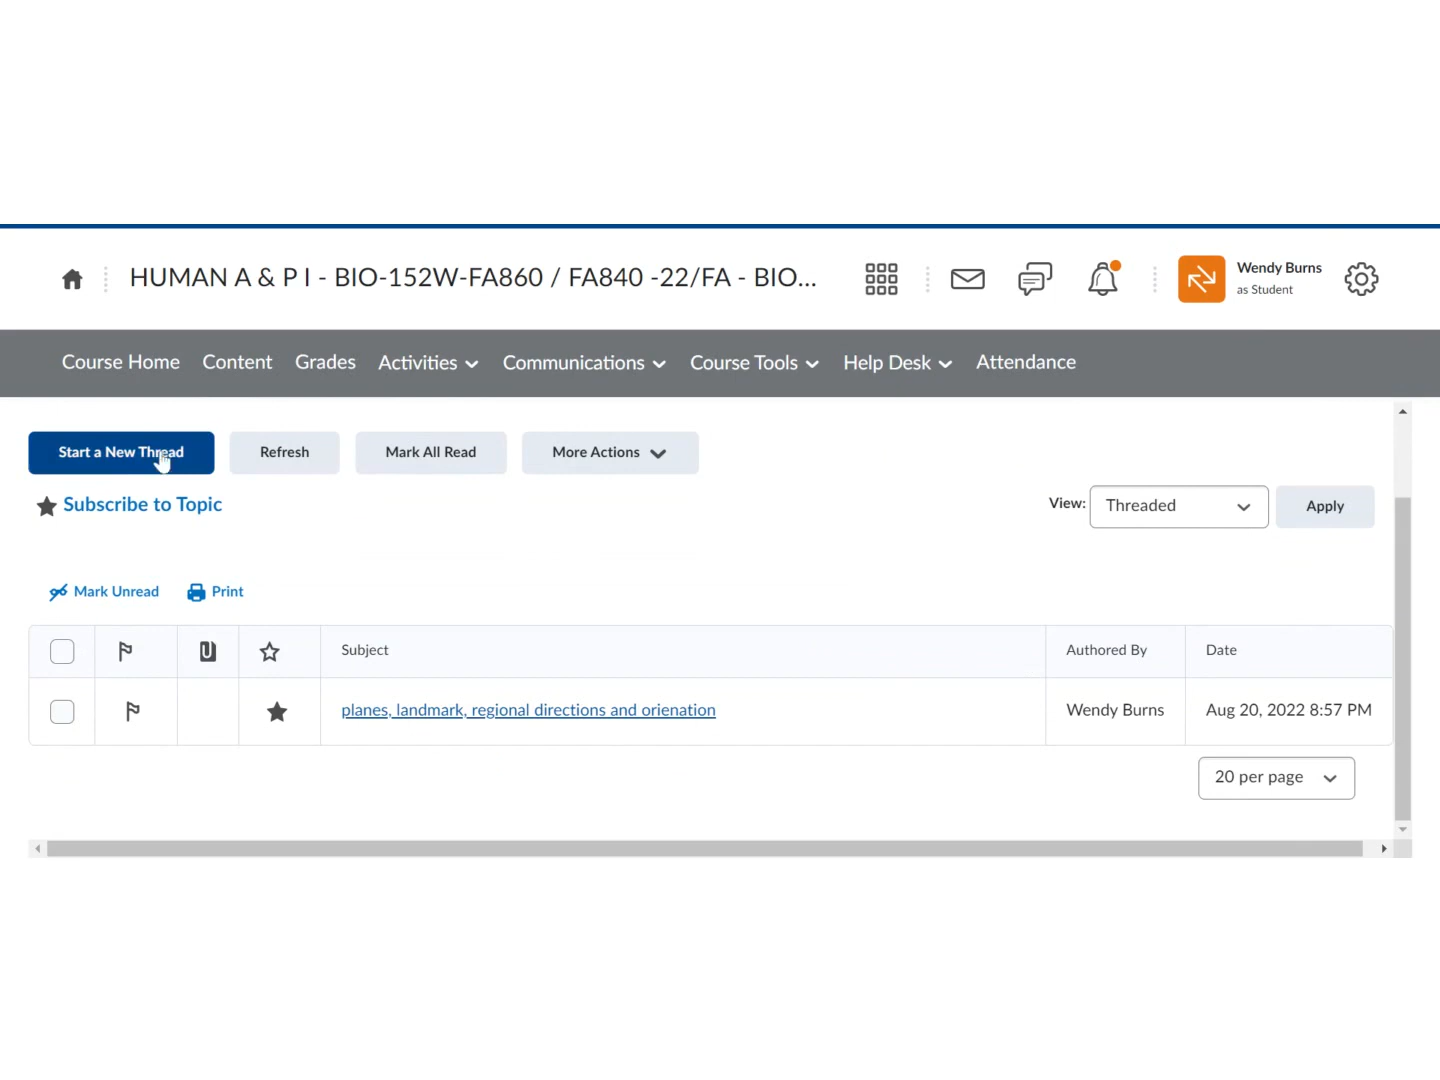 HUMAN A & P I - BIO-152W-FA860 / FA840 -22/FA - BIO...
Wendy Burns
as Student
Course Home Content Grades Activities Communications Course Tools Help Desk Attendance
Start a New Thread Refresh Mark All Read More Actions
Subscribe to Topic View: Threaded Apply
Mark Unread Print
Subject Authored By Date
planes, landmark, regional directions and orienation Wendy Burns Aug 20, 2022 8:57 PM
20 per page